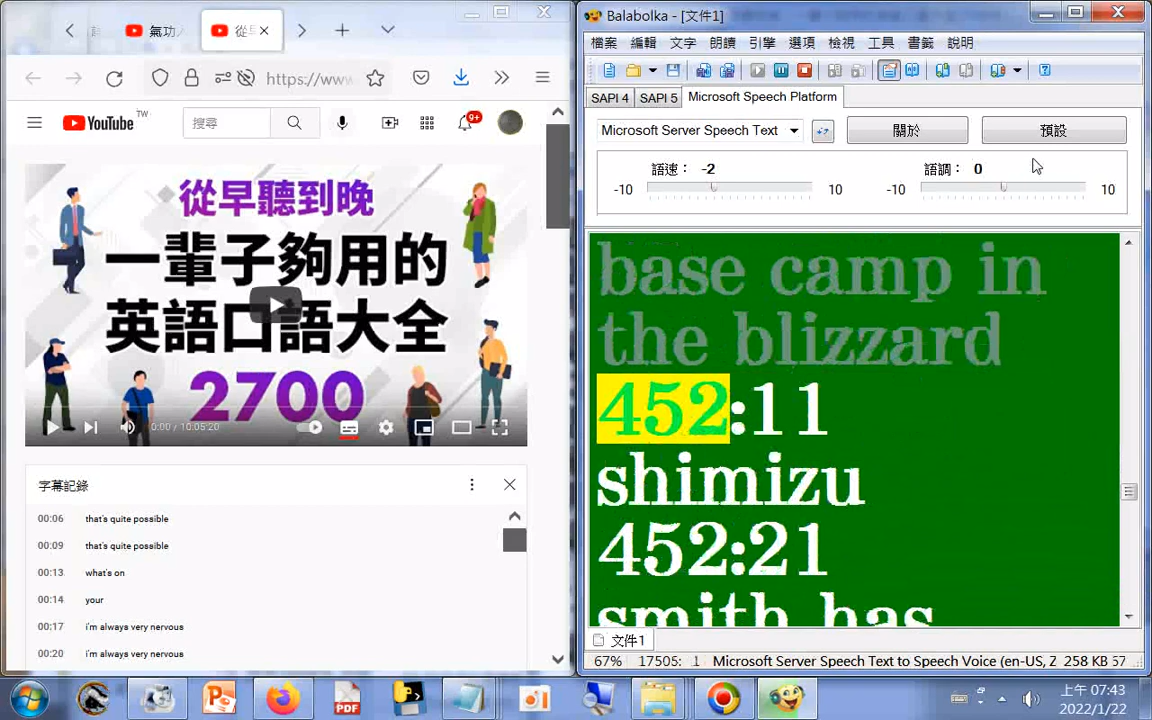 氣功
從
https://www
YouTube TW
搜尋
9+
從早聽到晚
一輩子夠用的
英語口語大全
2700
0:00 / 10:05:20
字幕記錄
00:06 that's quite possible
00:09 that's quite possible
00:13 what's on
00:14 your
00:17 i'm always very nervous
00:20 i'm always very nervous
Balabolka - [文件1]
檔案 編輯 文字 朗讀 引擎 選項 檢視 工具 書籤 說明
SAPI 4 SAPI 5 Microsoft Speech Platform
Microsoft Server Speech Text 關於 預設
語速： -2 語調： 0
-10 10 -10 10
base camp in
the blizzard
452:11
shimizu
452:21
smith has
文件1
67% 17505: 1 Microsoft Server Speech Text to Speech Voice (en-US, Z 258 KB 57
PDF
上午 07:43
2022/1/22